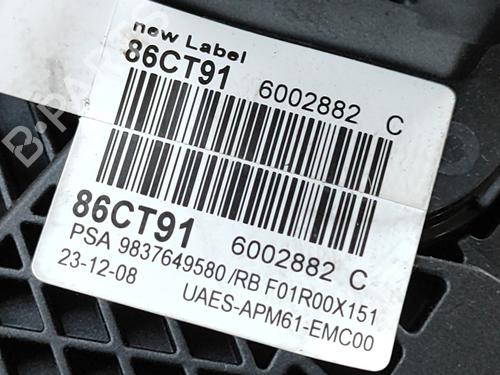 new Label
86CT91 6002882 C
86CT91 6002882 C
PSA 9837649580/RB F01R00X151
23-12-08 UAES-APM61-EMC00
B-PARTS